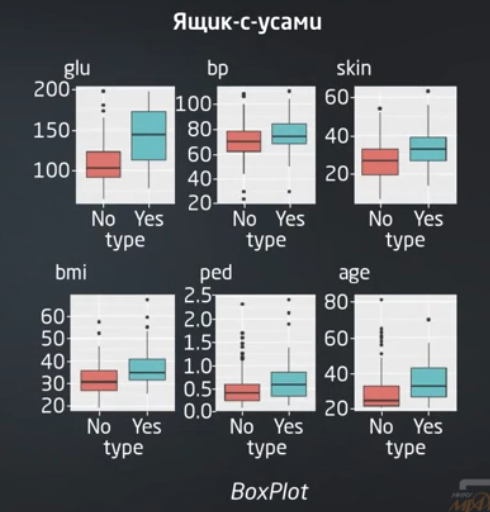 Ящик-с-усами
glu
200
150
100
No Yes
type
bp
100
80
60
40
20
No Yes
type
skin
60
40
20
No Yes
type
bmi
60
50
40
30
20
No Yes
type
ped
2.5
2.0
1.5
1.0
0.5
0.0
No Yes
type
age
80
60
40
20
No Yes
type
BoxPlot